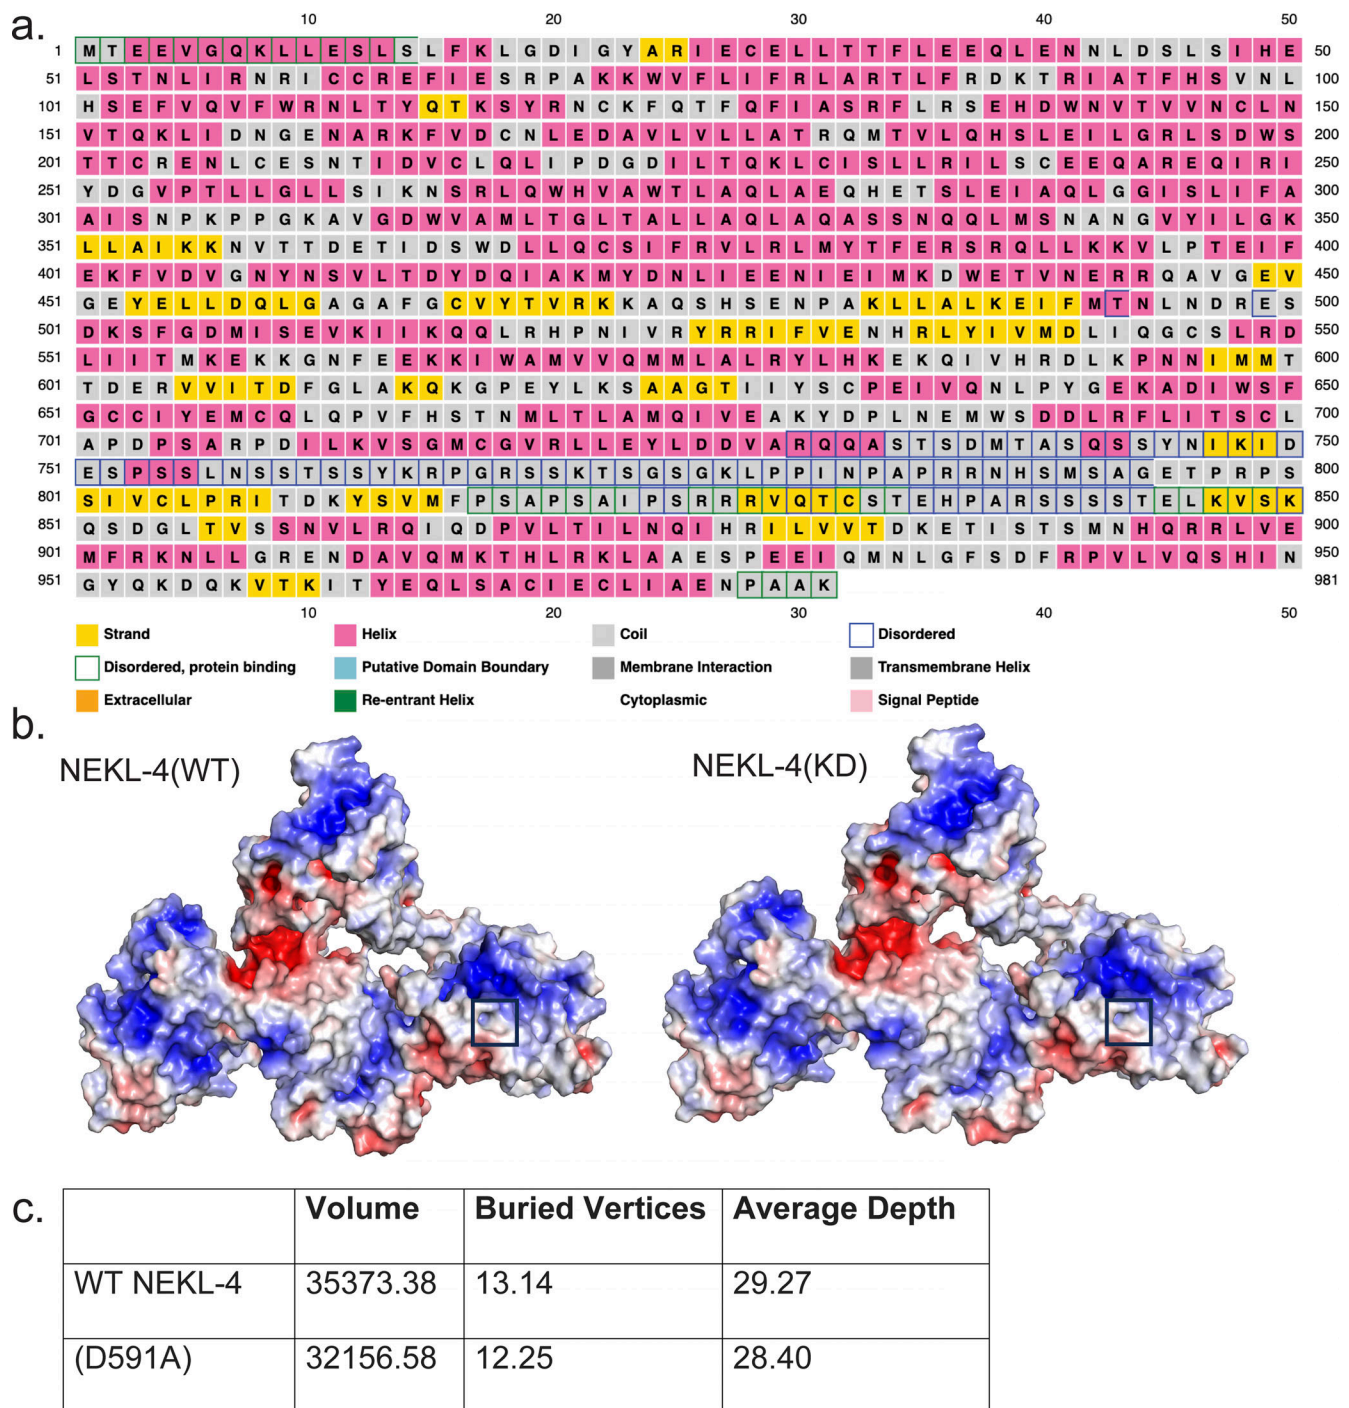 a.
10 20 30 40 50
1 M T E E V G Q K L L E S L S L F K L G D I G Y A R I E C E L L T T F L E E Q L E N N L D S L S I H E 50
51 L S T N L I R N R I C C R E F I E S R P A K K W V F L I F R L A R T L F R D K T R I A T F H S V N L 100
101 H S E F V Q V F W R N L T Y Q T K S Y R N C K F Q T F Q F I A S R F L R S E H D W N V T V V N C L N 150
151 V T Q K L I D N G E N A R K F V D C N L E D A V L V L L A T R Q M T V L Q H S L E I L G R L S D W S 200
201 T T C R E N L C E S N T I D V C L Q L I P D G D I L T Q K L C I S L L R I L S C E E Q A R E Q I R I 250
251 Y D G V P T L L G L L S I K N S R L Q W H V A W T L A Q L A E Q H E T S L E I A Q L G G I S L I F A 300
301 A I S N P K P P G K A V G D W V A M L T G L T A L L A Q L A Q A S S N Q Q L M S N A N G V Y I L G K 350
351 L L A I K K N V T T D E T I D S W D L L Q C S I F R V L R L M Y T F E R S R Q L L K K V L P T E I F 400
401 E K F V D V G N Y N S V L T D Y D Q I A K M Y D N L I E E N I E I M K D W E T V N E R R Q A V G E V 450
451 G E Y E L L D Q L G A G A F G C V Y T V R K K A Q S H S E N P A K L L A L K E I F M T N L N D R E S 500
501 D K S F G D M I S E V K I I K Q Q L R H P N I V R Y R R I F V E N H R L Y I V M D L I Q G C S L R D 550
551 L I I T M K E K K G N F E E K K I W A M V V Q M M L A L R Y L H K E K Q I V H R D L K P N N I M M T 600
601 T D E R V V I T D F G L A K Q K G P E Y L K S A A G T I I Y S C P E I V Q N L P Y G E K A D I W S F 650
651 G C C I Y E M C Q L Q P V F H S T N M L T L A M Q I V E A K Y D P L N E M W S D D L R F L I T S C L 700
701 A P D P S A R P D I L K V S G M C G V R L L E Y L D D V A R Q Q A S T S D M T A S Q S S Y N I K I D 750
751 E S P S S L N S S T S S Y K R P G R S S K T S G S G K L P P I N P A P R R N H S M S A G E T P R P S 800
801 S I V C L P R I T D K Y S V M F P S A P S A I P S R R R V Q T C S T E H P A R S S S S T E L K V S K 850
851 Q S D G L T V S S N V L R Q I Q D P V L T I L N Q I H R I L V V T D K E T I S T S M N H Q R R L V E 900
901 M F R K N L L G R E N D A V Q M K T H L R K L A A E S P E E I Q M N L G F S D F R P V L V Q S H I N 950
951 G Y Q K D Q K V T K I T Y E Q L S A C I E C L I A E N P A A K 981
10 20 30 40 50
Strand Helix Coil Disordered
Disordered, protein binding Putative Domain Boundary Membrane Interaction Transmembrane Helix
Extracellular Re-entrant Helix Cytoplasmic Signal Peptide
b.
NEKL-4(WT) NEKL-4(KD)
c.
Volume Buried Vertices Average Depth
WT NEKL-4 35373.38 13.14 29.27
(D591A) 32156.58 12.25 28.40